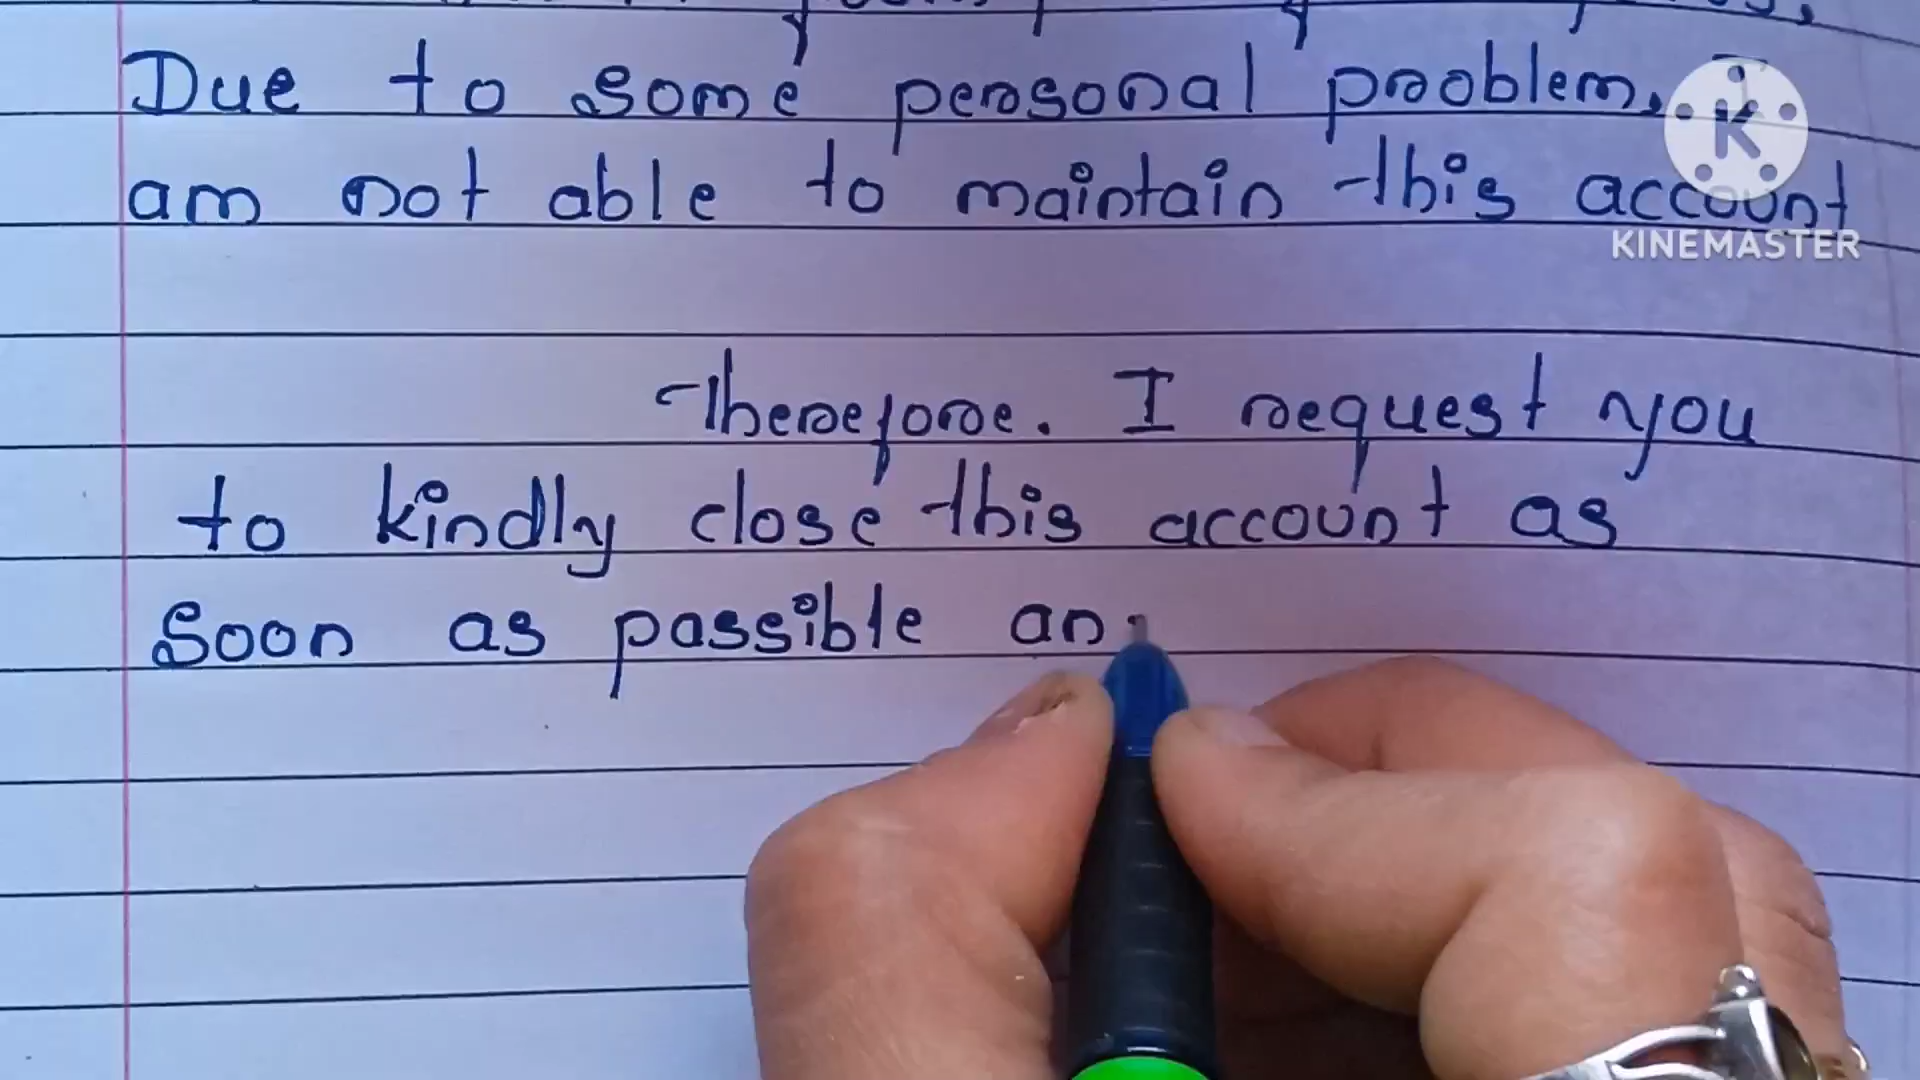 Due to some personal problem, I
am not able to maintain this account
KINEMASTER
Therefore. I request you
to kindly close this account as
Soon as passible an